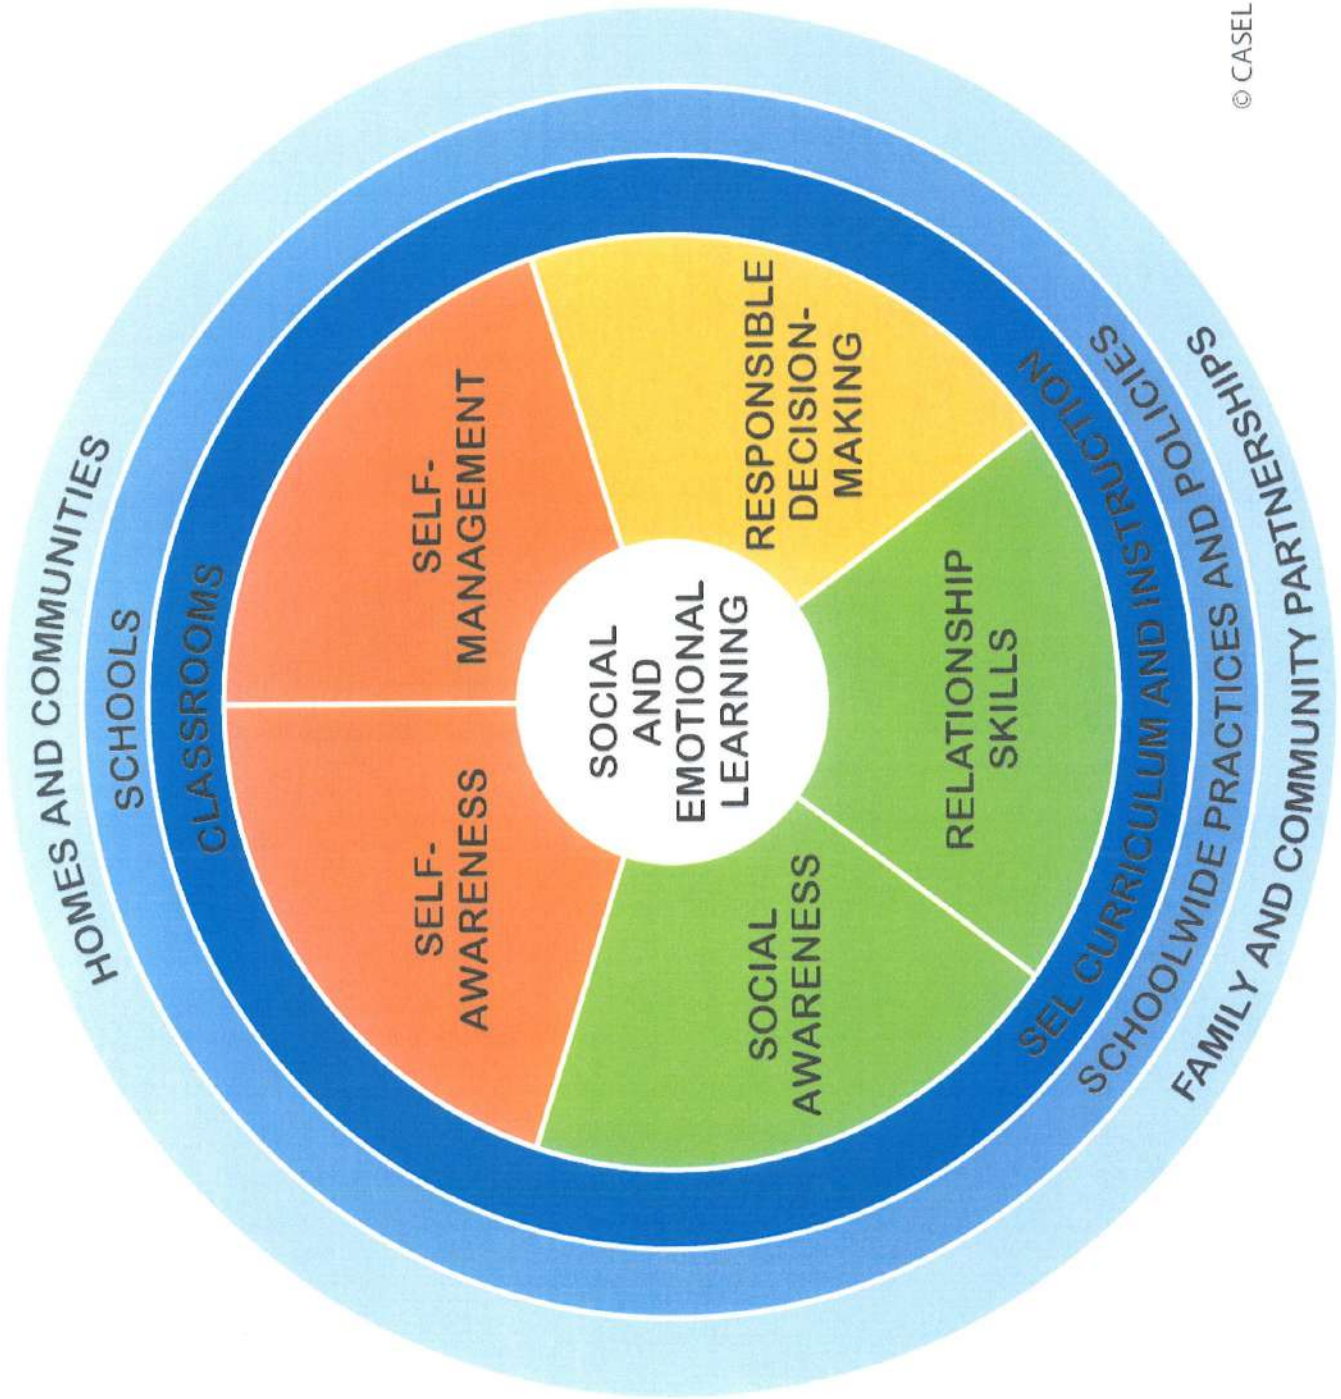 HOMES AND COMMUNITIES
SCHOOLS
CLASSROOMS
SELF-
AWARENESS
SELF-
MANAGEMENT
SOCIAL
AND
EMOTIONAL
LEARNING
SOCIAL
AWARENESS
RESPONSIBLE
DECISION-
MAKING
RELATIONSHIP
SKILLS
SEL CURRICULUM AND INSTRUCTION
SCHOOLWIDE PRACTICES AND POLICIES
FAMILY AND COMMUNITY PARTNERSHIPS
© CASEL